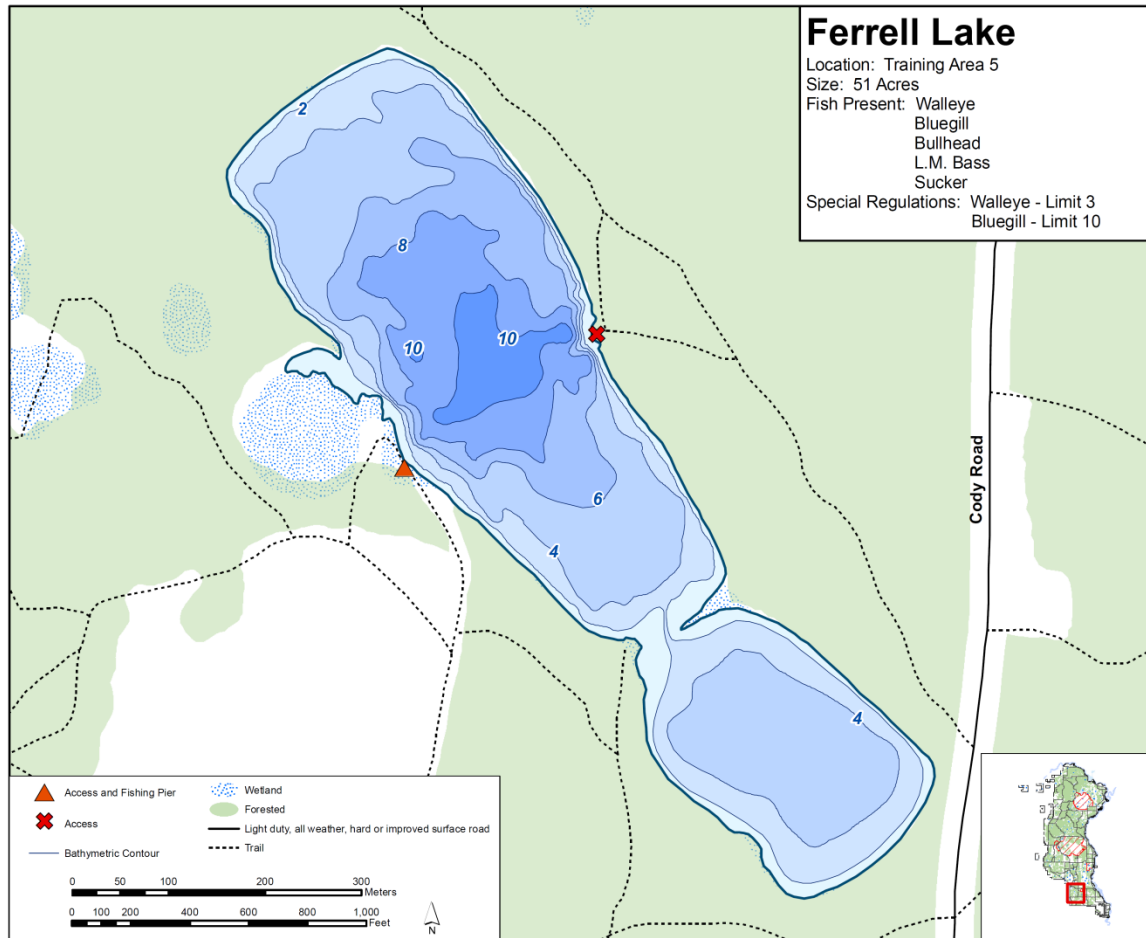 Ferrell Lake
Location: Training Area 5
Size: 51 Acres
Fish Present: Walleye
Bluegill
Bullhead
L.M. Bass
Sucker
Special Regulations: Walleye - Limit 3
Bluegill - Limit 10
2
8
10
10
6
4
4
Cody Road
Access and Fishing Pier
Access
Bathymetric Contour
Wetland
Forested
Light duty, all weather, hard or improved surface road
Trail
0 50 100 200 300
Meters
0 100 200 400 600 800 1,000
Feet
N